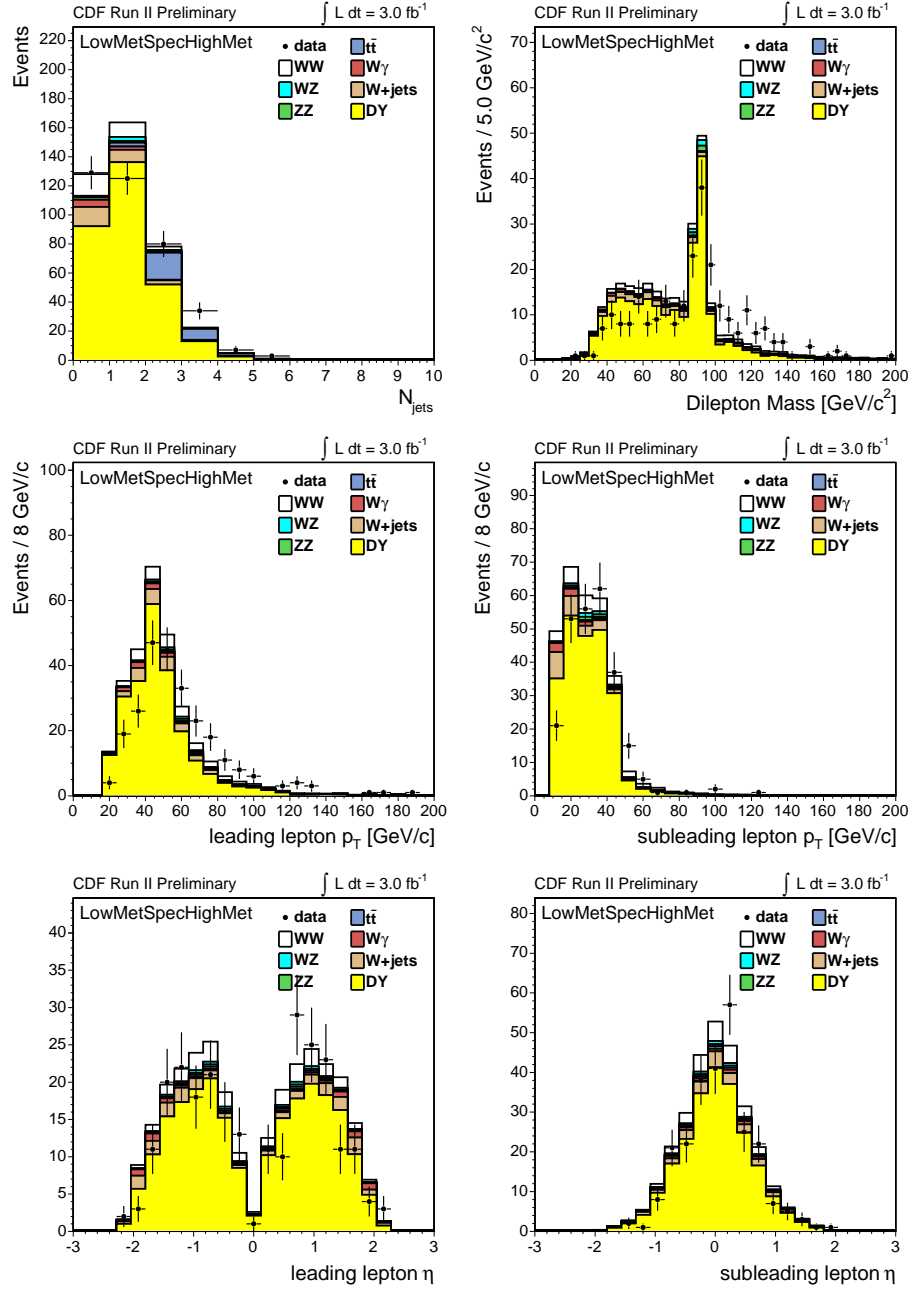 CDF Run II Preliminary ∫ L dt = 3.0 fb⁻¹
LowMetSpecHighMet
data
WW
WZ
ZZ
tt̄
Wγ
W+jets
DY
Events
0
20
40
60
80
100
120
140
160
180
200
220
0 1 2 3 4 5 6 7 8 9 10
N_jets
CDF Run II Preliminary ∫ L dt = 3.0 fb⁻¹
LowMetSpecHighMet
data
WW
WZ
ZZ
tt̄
Wγ
W+jets
DY
Events / 5.0 GeV/c²
0
10
20
30
40
50
60
70
0 20 40 60 80 100 120 140 160 180 200
Dilepton Mass [GeV/c²]
CDF Run II Preliminary ∫ L dt = 3.0 fb⁻¹
LowMetSpecHighMet
data
WW
WZ
ZZ
tt̄
Wγ
W+jets
DY
Events / 8 GeV/c
0
20
40
60
80
100
0 20 40 60 80 100 120 140 160 180 200
leading lepton p_T [GeV/c]
CDF Run II Preliminary ∫ L dt = 3.0 fb⁻¹
LowMetSpecHighMet
data
WW
WZ
ZZ
tt̄
Wγ
W+jets
DY
Events / 8 GeV/c
0
10
20
30
40
50
60
70
80
90
0 20 40 60 80 100 120 140 160 180 200
subleading lepton p_T [GeV/c]
CDF Run II Preliminary ∫ L dt = 3.0 fb⁻¹
LowMetSpecHighMet
data
WW
WZ
ZZ
tt̄
Wγ
W+jets
DY
0
5
10
15
20
25
30
35
40
-3 -2 -1 0 1 2 3
leading lepton η
CDF Run II Preliminary ∫ L dt = 3.0 fb⁻¹
LowMetSpecHighMet
data
WW
WZ
ZZ
tt̄
Wγ
W+jets
DY
0
10
20
30
40
50
60
70
80
-3 -2 -1 0 1 2 3
subleading lepton η